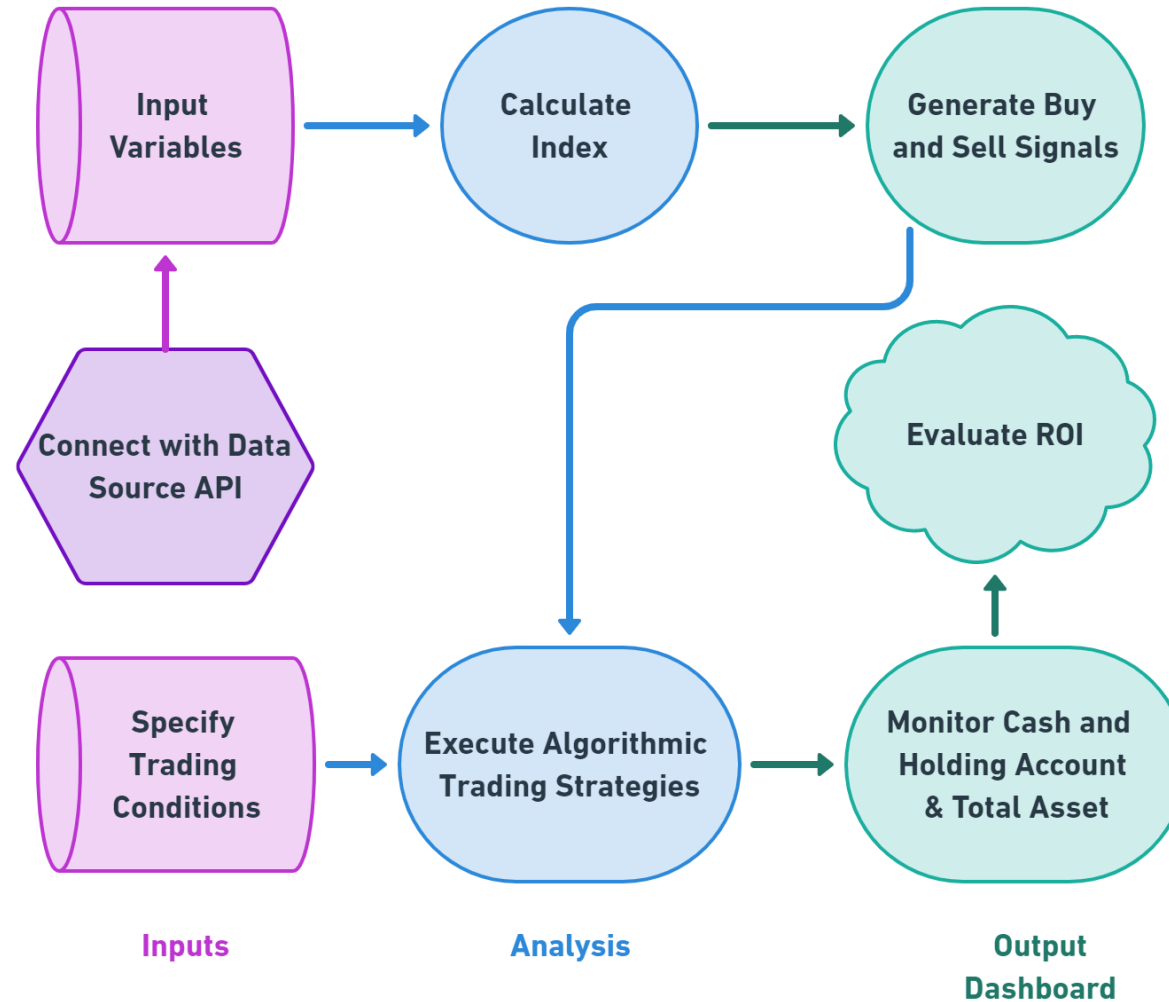 Input
Variables
Calculate
Index
Generate Buy
and Sell Signals
Connect with Data
Source API
Evaluate ROI
Specify
Trading
Conditions
Execute Algorithmic
Trading Strategies
Monitor Cash and
Holding Account
& Total Asset
Inputs
Analysis
Output
Dashboard